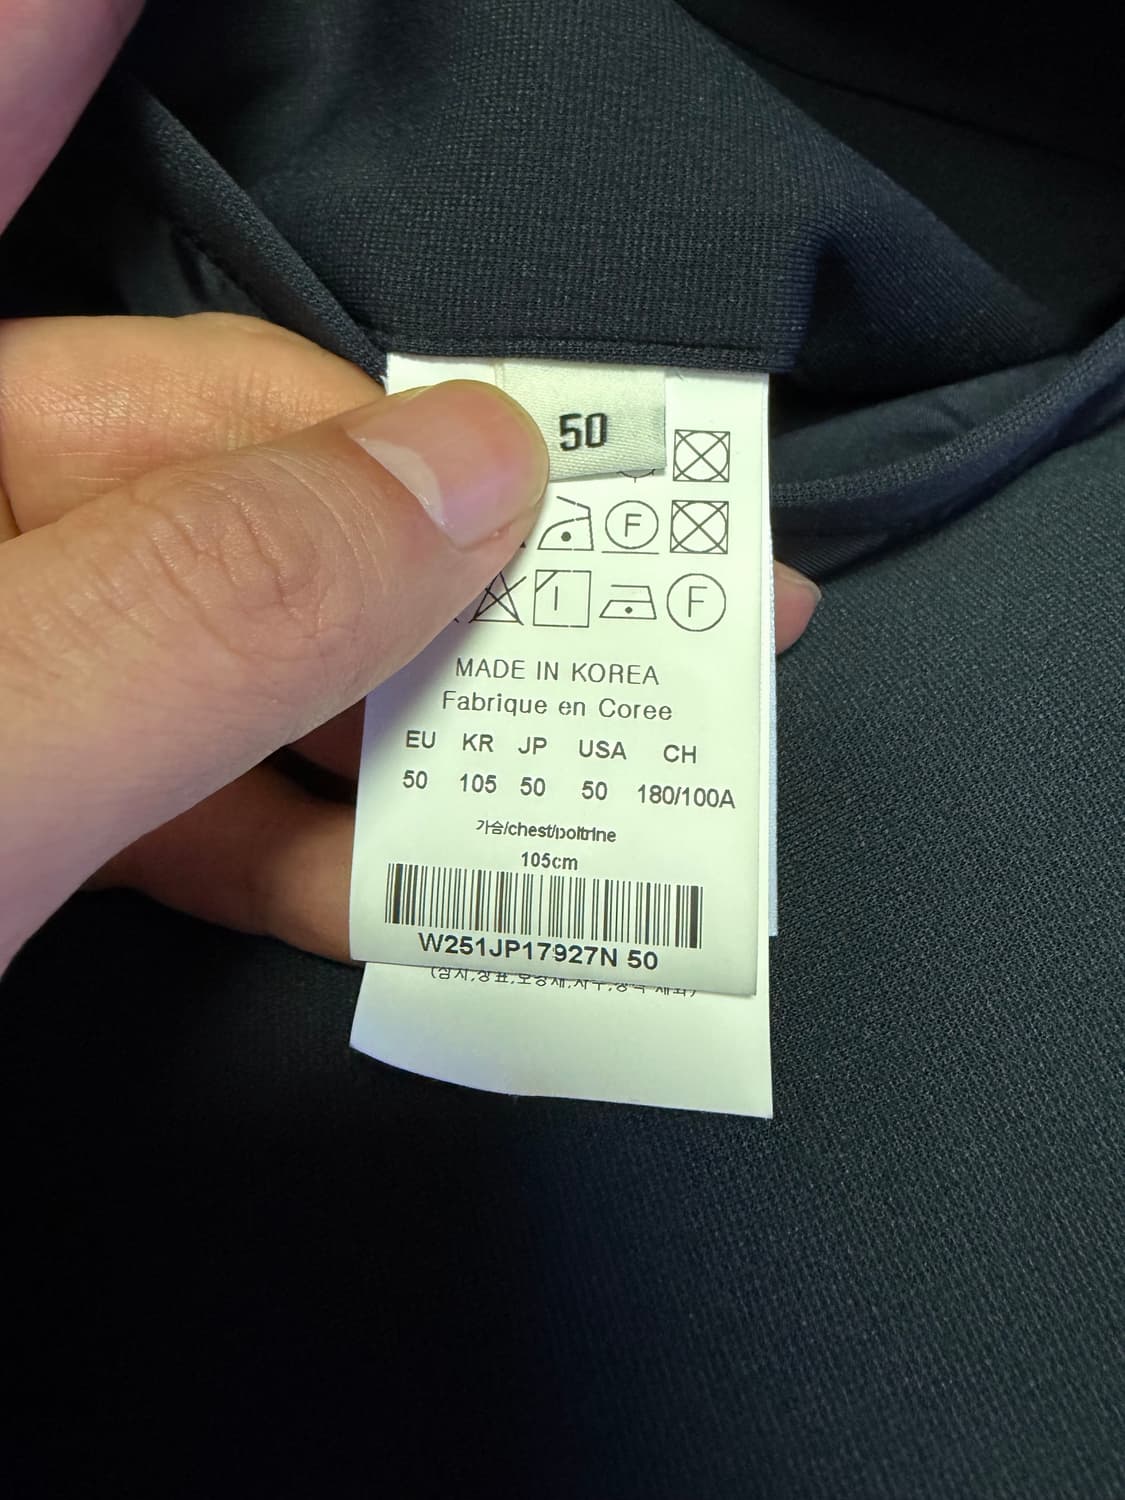 50
F
I F
MADE IN KOREA
Fabrique en Coree
EU KR JP USA CH
50 105 50 50 180/100A
가슴/chest/poitrine
105cm
W251JP17927N 50